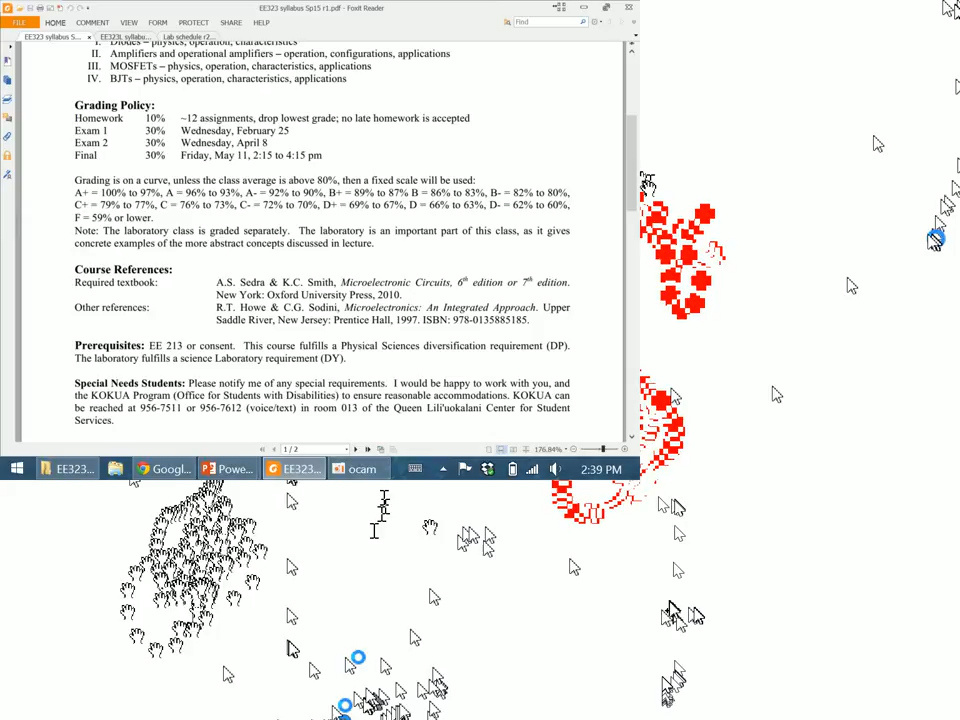 EE323 syllabus Sp15 r1.pdf - Foxit Reader
FILE HOME COMMENT VIEW FORM PROTECT SHARE HELP Find
EE323 syllabus S... EE323L syllabu... Lab schedule r2...
I. Diodes – physics, operation, characteristics
II. Amplifiers and operational amplifiers – operation, configurations, applications
III. MOSFETs – physics, operation, characteristics, applications
IV. BJTs – physics, operation, characteristics, applications
Grading Policy:
Homework 10% ~12 assignments, drop lowest grade; no late homework is accepted
Exam 1 30% Wednesday, February 25
Exam 2 30% Wednesday, April 8
Final 30% Friday, May 11, 2:15 to 4:15 pm
Grading is on a curve, unless the class average is above 80%, then a fixed scale will be used:
A+ = 100% to 97%, A = 96% to 93%, A- = 92% to 90%, B+ = 89% to 87% B = 86% to 83%, B- = 82% to 80%,
C+ = 79% to 77%, C = 76% to 73%, C- = 72% to 70%, D+ = 69% to 67%, D = 66% to 63%, D- = 62% to 60%,
F = 59% or lower.
Note: The laboratory class is graded separately. The laboratory is an important part of this class, as it gives
concrete examples of the more abstract concepts discussed in lecture.
Course References:
Required textbook: A.S. Sedra & K.C. Smith, Microelectronic Circuits, 6th edition or 7th edition.
New York: Oxford University Press, 2010.
Other references: R.T. Howe & C.G. Sodini, Microelectronics: An Integrated Approach. Upper
Saddle River, New Jersey: Prentice Hall, 1997. ISBN: 978-0135885185.
Prerequisites: EE 213 or consent. This course fulfills a Physical Sciences diversification requirement (DP).
The laboratory fulfills a science Laboratory requirement (DY).
Special Needs Students: Please notify me of any special requirements. I would be happy to work with you, and
the KOKUA Program (Office for Students with Disabilities) to ensure reasonable accommodations. KOKUA can
be reached at 956-7511 or 956-7612 (voice/text) in room 013 of the Queen Lili'uokalani Center for Student
Services.
1 / 2 176.84%
EE323... Googl... Powe... EE323... ocam 2:39 PM